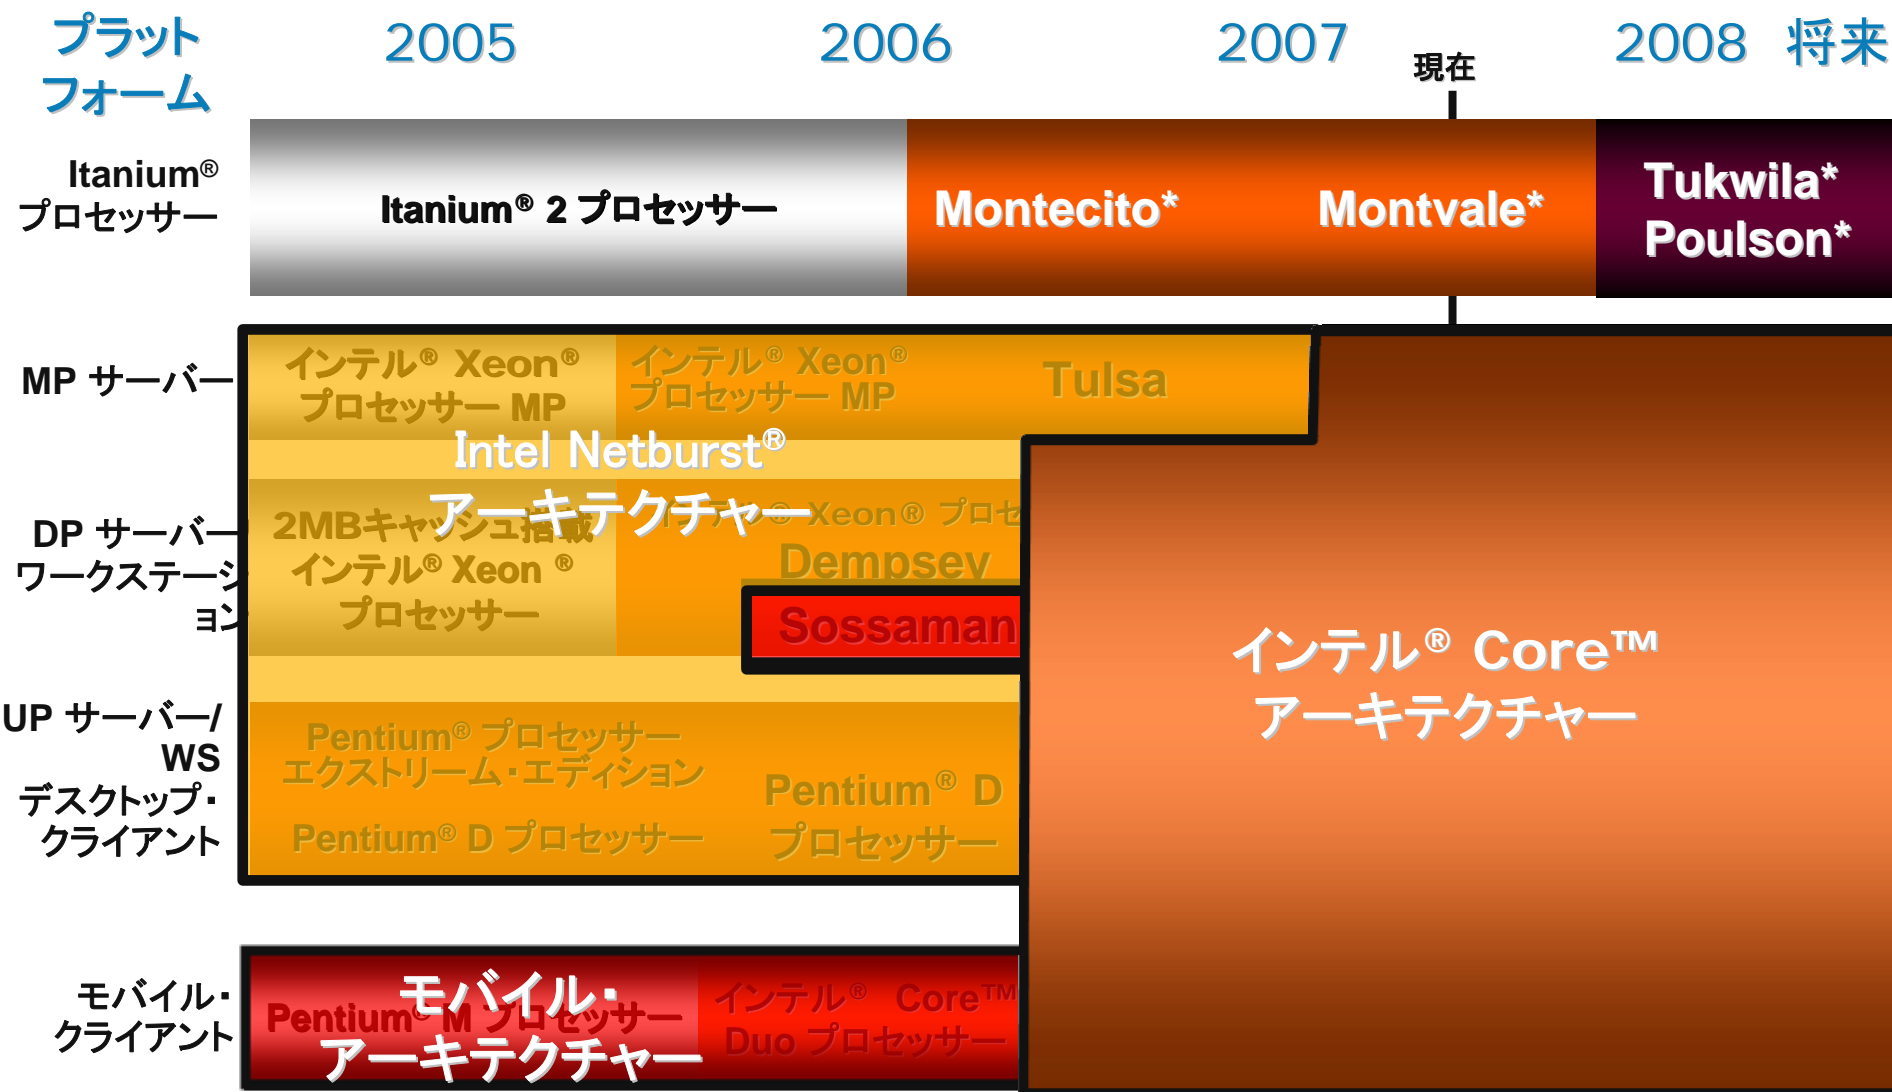 プラット
フォーム
2005
2006
2007
現在
2008 将来
Itanium®
プロセッサー
Itanium® 2 プロセッサー
Montecito*
Montvale*
Tukwila*
Poulson*
MP サーバー
インテル® Xeon®
プロセッサー MP
インテル® Xeon®
プロセッサー MP
Tulsa
Intel Netburst®
アーキテクチャー
DP サーバー
ワークステーシ
ョン
2MBキャッシュ搭載
インテル® Xeon ®
プロセッサー
インテル® Xeon® プロセ
Dempsey
Sossaman
インテル® Core™
アーキテクチャー
UP サーバー/
WS
デスクトップ・
クライアント
Pentium® プロセッサー
エクストリーム・エディション
Pentium® D プロセッサー
Pentium® D
プロセッサー
モバイル・
クライアント
モバイル・
アーキテクチャー
Pentium® M プロセッサー
インテル® Core™
Duo プロセッサー